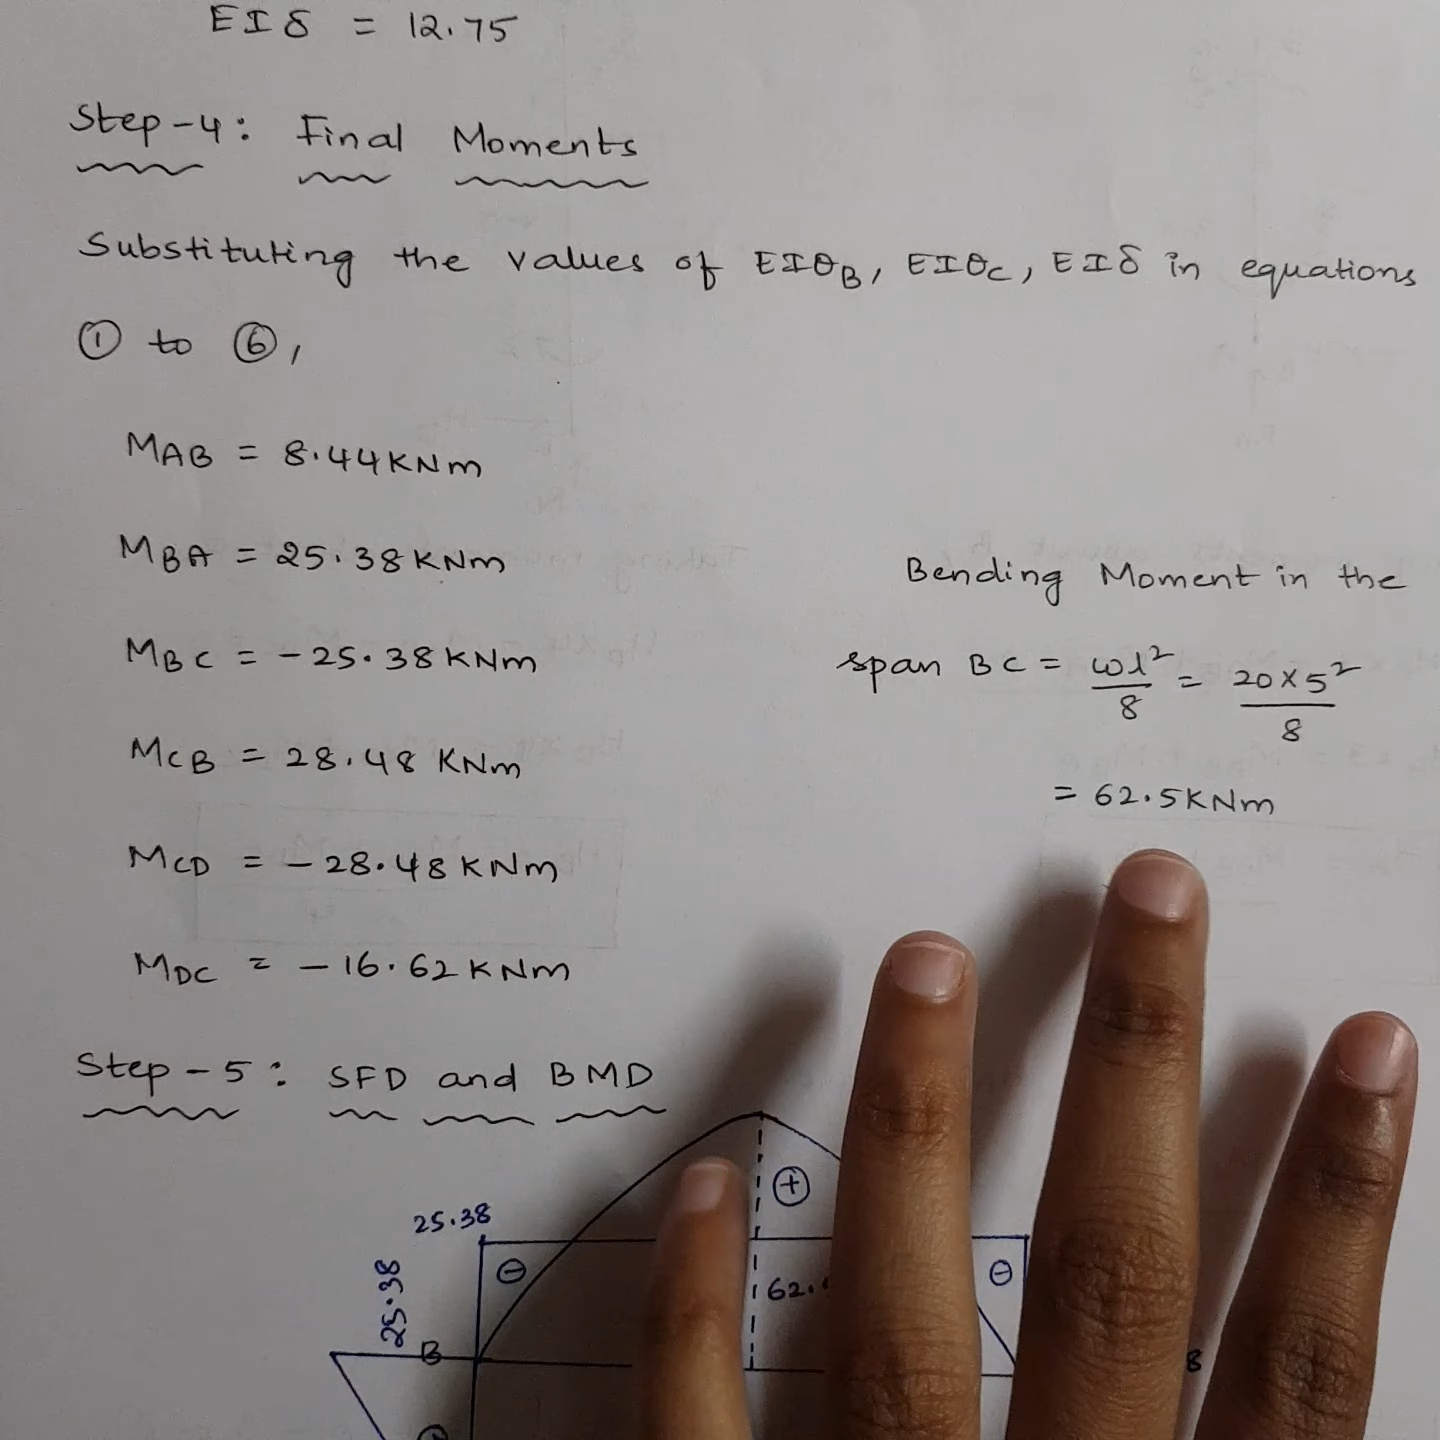 EIδ = 12.75
Step-4: Final Moments
Substituting the values of EIθB, EIθC, EIδ in equations
① to ⑥,
MAB = 8.44KNm
MBA = 25.38KNm
MBC = -25.38KNm
MCB = 28.48 KNm
MCD = -28.48KNm
MDC = -16.62KNm
Bending Moment in the
span BC = ωl²/8 = 20×5²/8
= 62.5KNm
Step-5: SFD and BMD
25.38
25.38
B
⊖
⊕
⊖